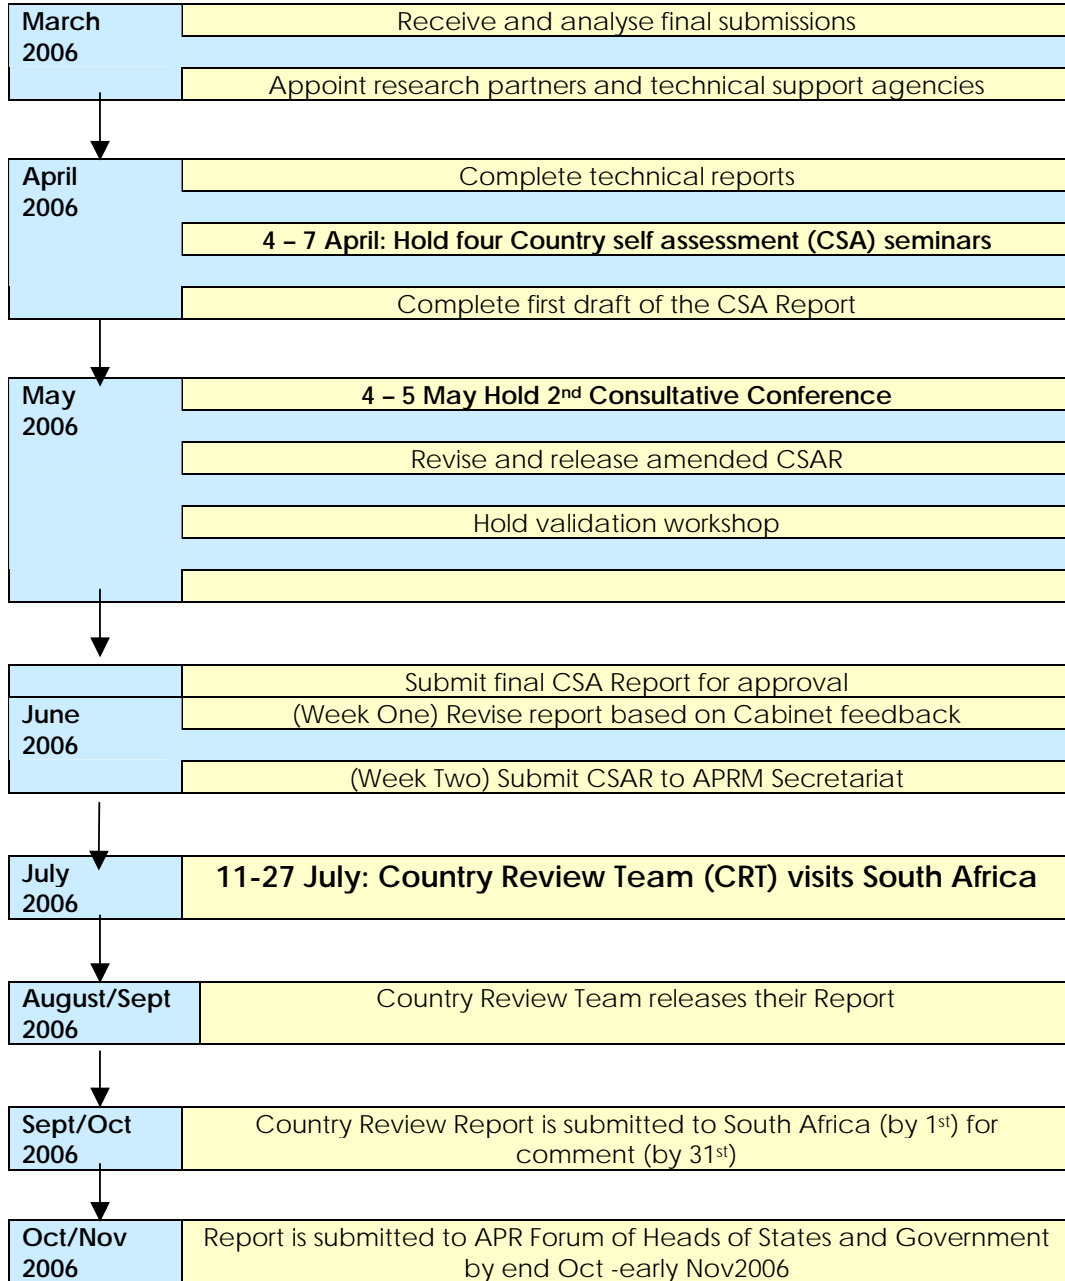 March
2006
Receive and analyse final submissions
Appoint research partners and technical support agencies
April
2006
Complete technical reports
4 – 7 April: Hold four Country self assessment (CSA) seminars
Complete first draft of the CSA Report
May
2006
4 – 5 May Hold 2nd Consultative Conference
Revise and release amended CSAR
Hold validation workshop
Submit final CSA Report for approval
June
2006
(Week One) Revise report based on Cabinet feedback
(Week Two) Submit CSAR to APRM Secretariat
July
2006
11-27 July: Country Review Team (CRT) visits South Africa
August/Sept
2006
Country Review Team releases their Report
Sept/Oct
2006
Country Review Report is submitted to South Africa (by 1st) for
comment (by 31st)
Oct/Nov
2006
Report is submitted to APR Forum of Heads of States and Government
by end Oct -early Nov2006